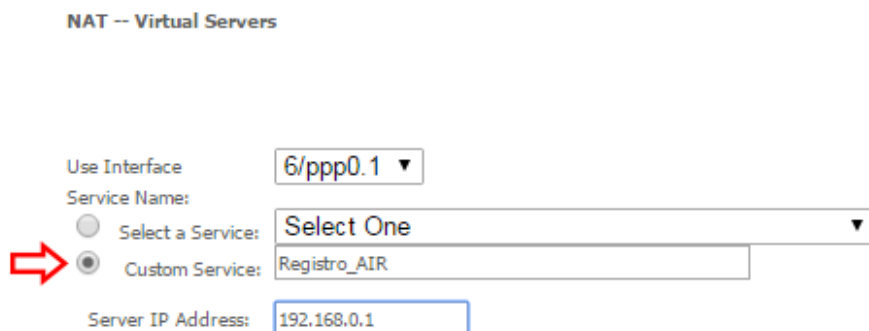 NAT -- Virtual Servers
Use Interface 6/ppp0.1
Service Name:
Select a Service: Select One
Custom Service: Registro_AIR
Server IP Address: 192.168.0.1